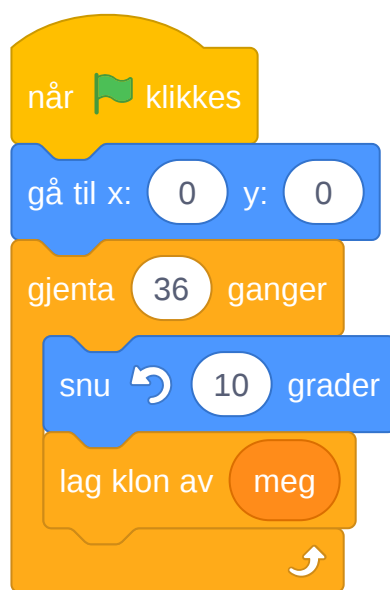 når klikkes
gå til x: 0 y: 0
gjenta 36 ganger
snu 10 grader
lag klon av meg